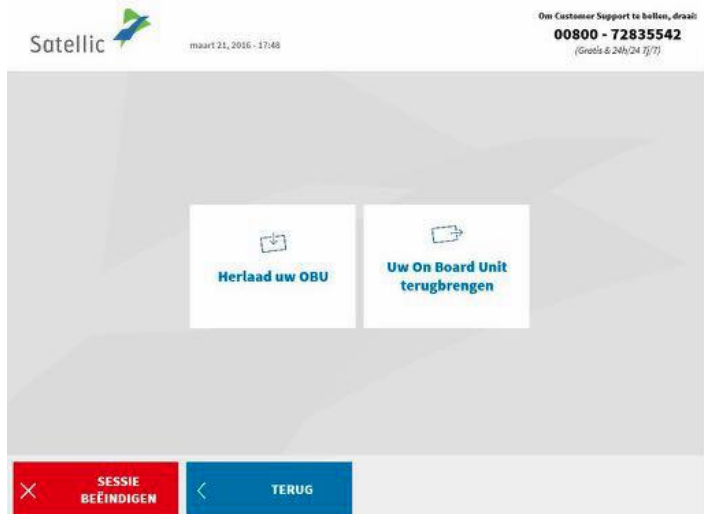 Satellic
maart 21, 2016 - 17:48
Om Customer Support te bellen, draai:
00800 - 72835542
(Gratis & 24h/24 7j/7)
Herlaad uw OBU
Uw On Board Unit
terugbrengen
SESSIE
BEËINDIGEN
TERUG